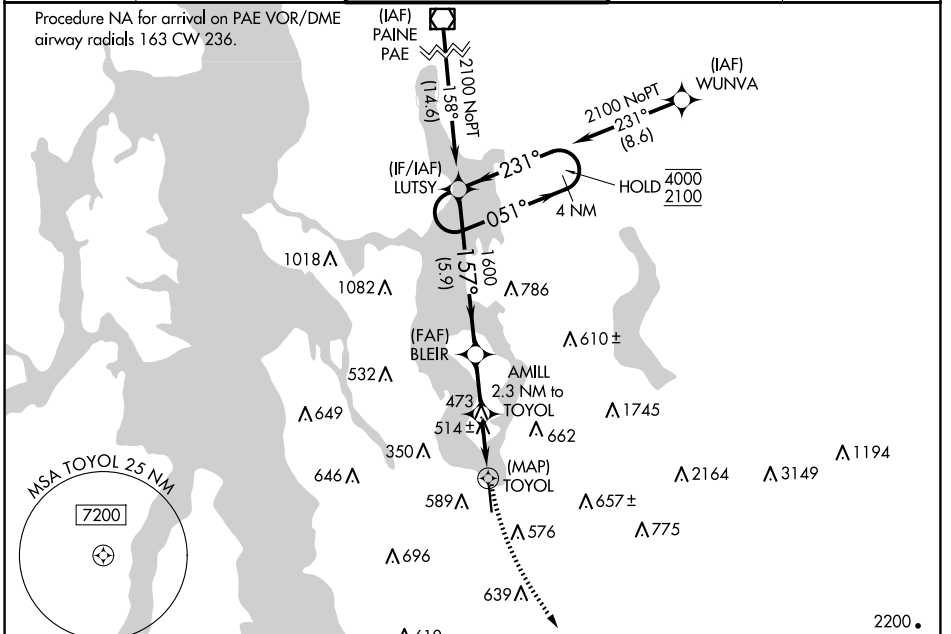 Procedure NA for arrival on PAE VOR/DME
airway radials 163 CW 236.
(IAF)
PAINE
PAE
2100 NoPT
158°
(14.6)
(IAF)
WUNVA
2100 NoPT
231°
(8.6)
(IF/IAF)
LUTSY
231°
051°
4 NM
HOLD 4000
2100
1600
157°
(5.9)
1018
1082
786
(FAF)
BLEIR
610 ±
532
AMILL
2.3 NM to
TOYOL
473
514 ±
649
1745
662
350
646
(MAP)
TOYOL
1194
2164
3149
589
657 ±
576
775
696
639
MSA TOYOL 25 NM
7200
2200